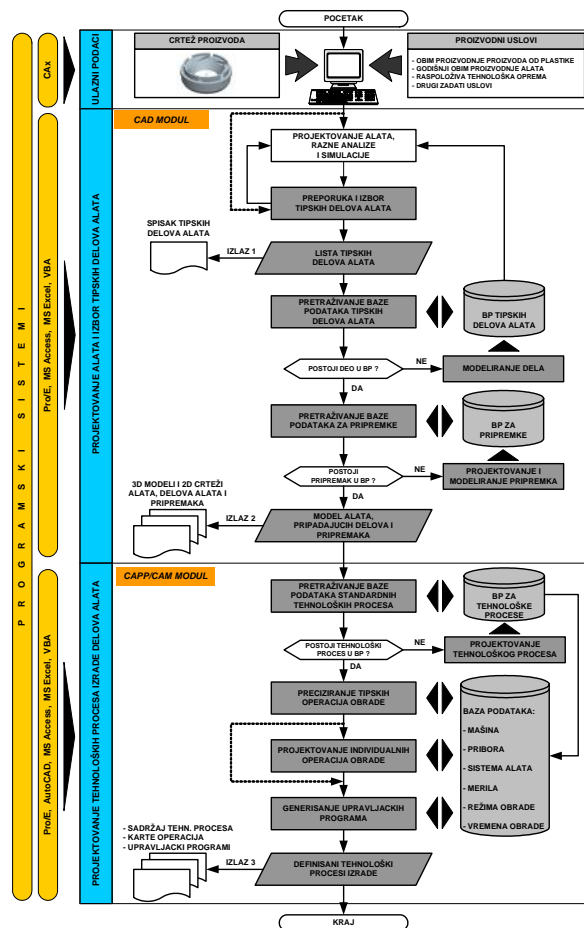 POCETAK
PROGRAMSKI SISTEMI
CAx
ULAZNI PODACI
CRTEŽ PROIZVODA
PROIZVODNI USLOVI
- OBIM PROIZVODNJE PROIZVODA OD PLASTIKE
- GODIŠNJI OBIM PROIZVODNJE ALATA
- RASPOLOŽIVA TEHNOLOŠKA OPREMA
- DRUGI ZADATI USLOVI
Pro/E, MS Access, MS Excel, VBA
PROJEKTOVANJE ALATA I IZBOR TIPSKIH DELOVA ALATA
CAD MODUL
PROJEKTOVANJE ALATA,
RAZNE ANALIZE
I SIMULACIJE
PREPORUKA I IZBOR
TIPSKIH DELOVA ALATA
SPISAK TIPSKIH
DELOVA ALATA
IZLAZ 1
LISTA TIPSKIH
DELOVA ALATA
PRETRAŽIVANJE BAZE
PODATAKA TIPSKIH
DELOVA ALATA
BP TIPSKIH
DELOVA ALATA
POSTOJI DEO U BP ?
NE
MODELIRANJE DELA
DA
PRETRAŽIVANJE BAZE
PODATAKA ZA PRIPREMKE
BP ZA
PRIPREMKE
POSTOJI
PRIPREMAK U BP ?
NE
PROJEKTOVANJE I
MODELIRANJE PRIPREMKA
DA
3D MODELI I 2D CRTEŽI
ALATA, DELOVA ALATA I
PRIPREMAKA
IZLAZ 2
MODEL ALATA,
PRIPADAJUCIH DELOVA I
PRIPREMAKA
Pro/E, AutoCAD, MS Access, MS Excel, VBA
PROJEKTOVANJE TEHNOLOŠKIH PROCESA IZRADE DELOVA ALATA
CAPP/CAM MODUL
PRETRAŽIVANJE BAZE
PODATAKA STANDARDNIH
TEHNOLOŠKIH PROCESA
BP ZA
TEHNOLOŠKE
PROCESE
POSTOJI TEHNOLOŠKI
PROCES U BP ?
NE
PROJEKTOVANJE
TEHNOLOŠKOG PROCESA
DA
PRECIZIRANJE TIPSKIH
OPERACIJA OBRADE
PROJEKTOVANJE INDIVIDUALNIH
OPERACIJA OBRADE
GENERISANJE UPRAVLJACKIH
PROGRAMA
BAZA PODATAKA:
- MAŠINA
- PRIBORA
- SISTEMA ALATA
- MERILA
- REŽIMA OBRADE
- VREMENA OBRADE
- SADRŽAJ TEHN. PROCESA
- KARTE OPERACIJA
- UPRAVLJACKI PROGRAMI
IZLAZ 3
DEFINISANI TEHNOLOŠKI
PROCESI IZRADE
KRAJ